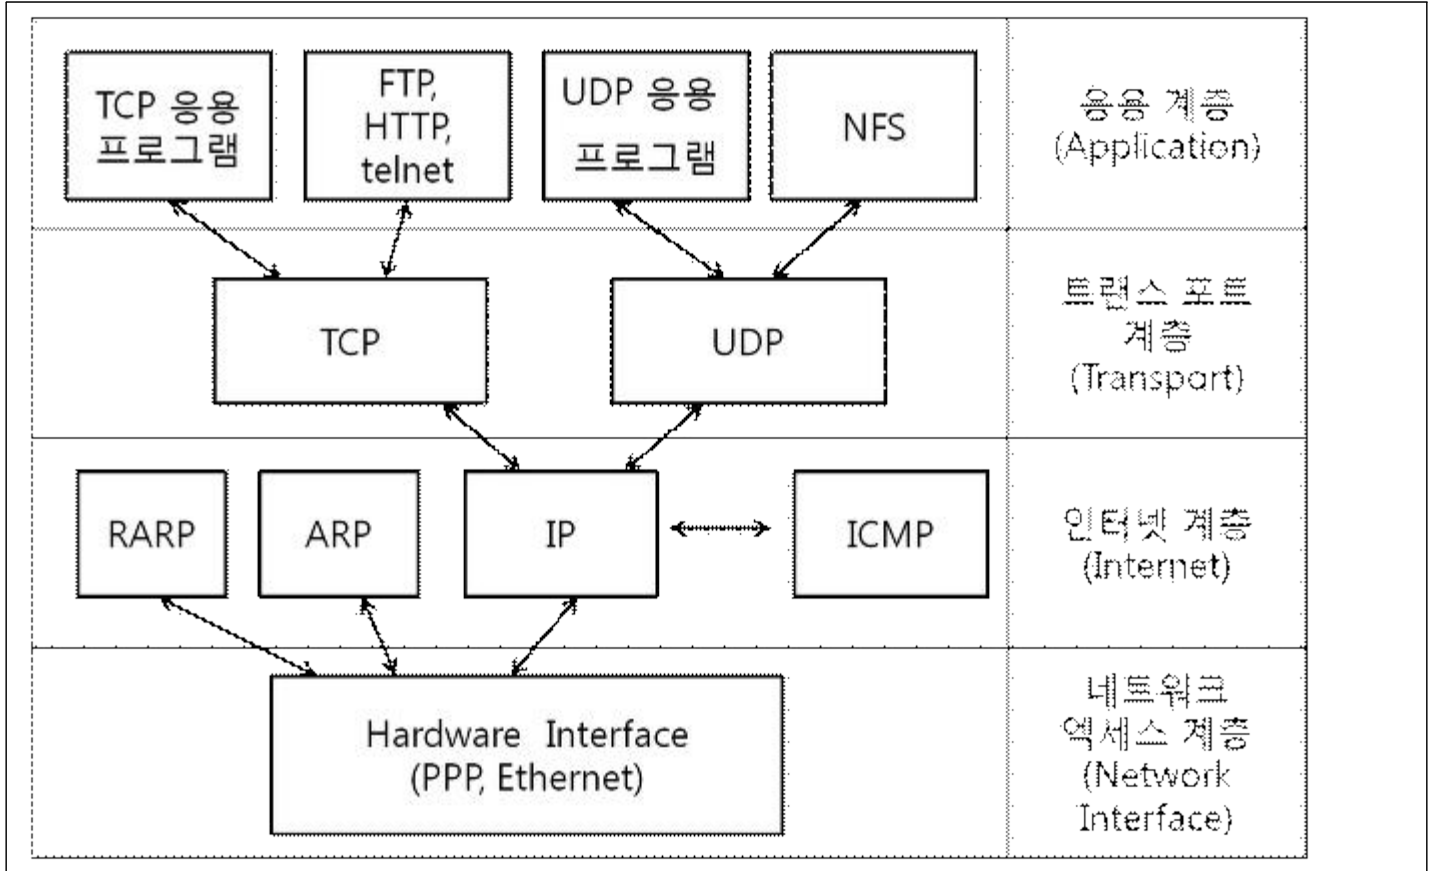 TCP 응용
프로그램
FTP,
HTTP,
telnet
UDP 응용
프로그램
NFS
응용 계층
(Application)
TCP
UDP
트랜스 포트
계층
(Transport)
RARP
ARP
IP
ICMP
인터넷 계층
(Internet)
Hardware Interface
(PPP, Ethernet)
네트워크
엑세스 계층
(Network
Interface)